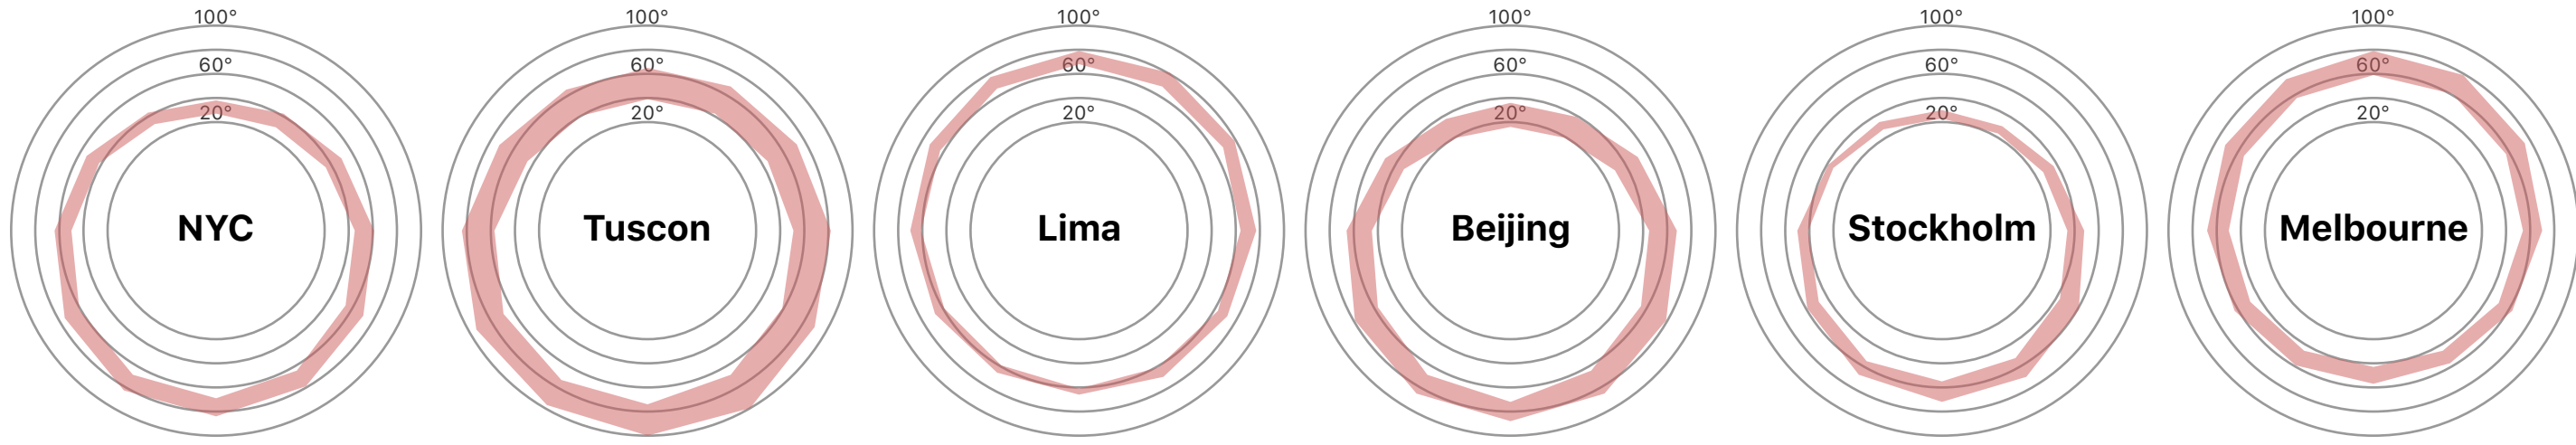 100° 100° 100° 100° 100° 100°
60° 60° 60° 60° 60° 60°
20° 20° 20° 20° 20° 20°
NYC Tuscon Lima Beijing Stockholm Melbourne